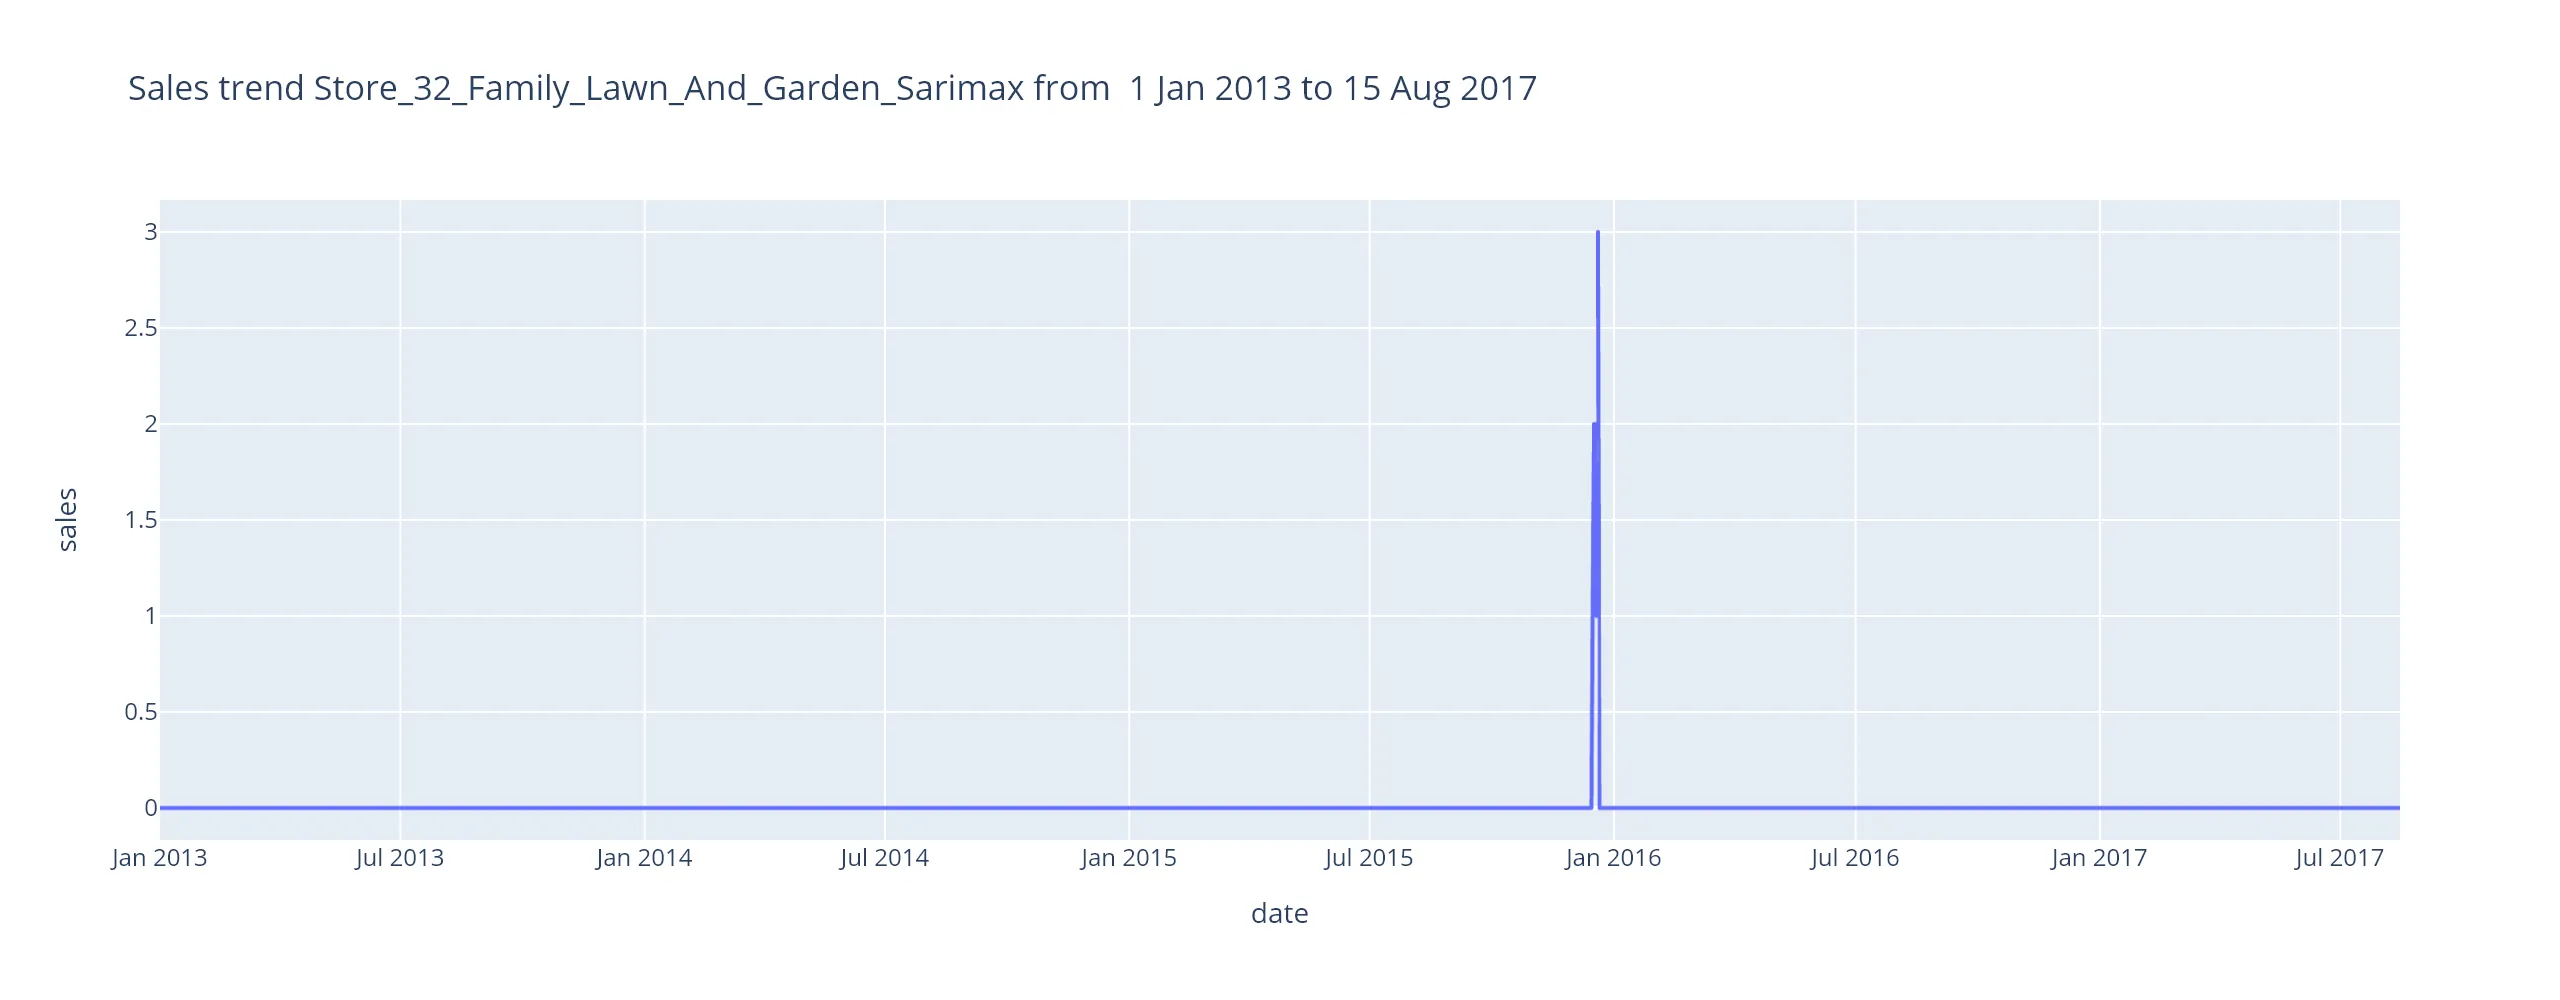 Sales trend Store_32_Family_Lawn_And_Garden_Sarimax from  1 Jan 2013 to 15 Aug 2017
3
2.5
2
1.5
1
0.5
0
sales
Jan 2013 Jul 2013 Jan 2014 Jul 2014 Jan 2015 Jul 2015 Jan 2016 Jul 2016 Jan 2017 Jul 2017
date